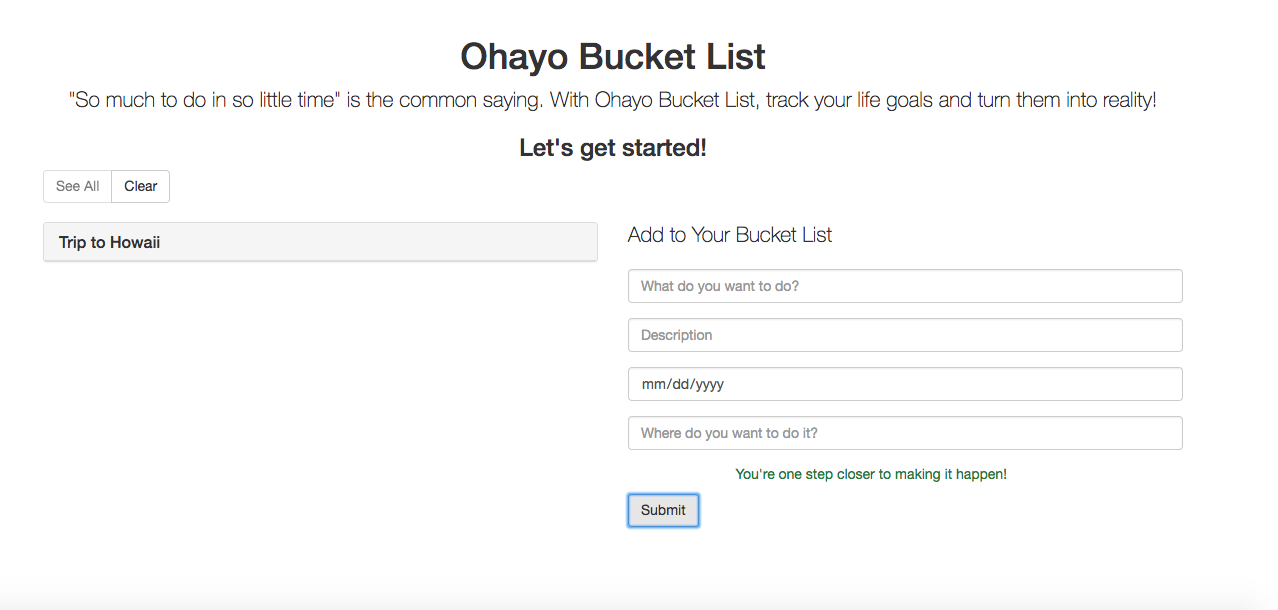 Ohayo Bucket List
"So much to do in so little time" is the common saying. With Ohayo Bucket List, track your life goals and turn them into reality!
Let's get started!
See All Clear
Trip to Howaii
Add to Your Bucket List
What do you want to do?
Description
mm/dd/yyyy
Where do you want to do it?
You're one step closer to making it happen!
Submit